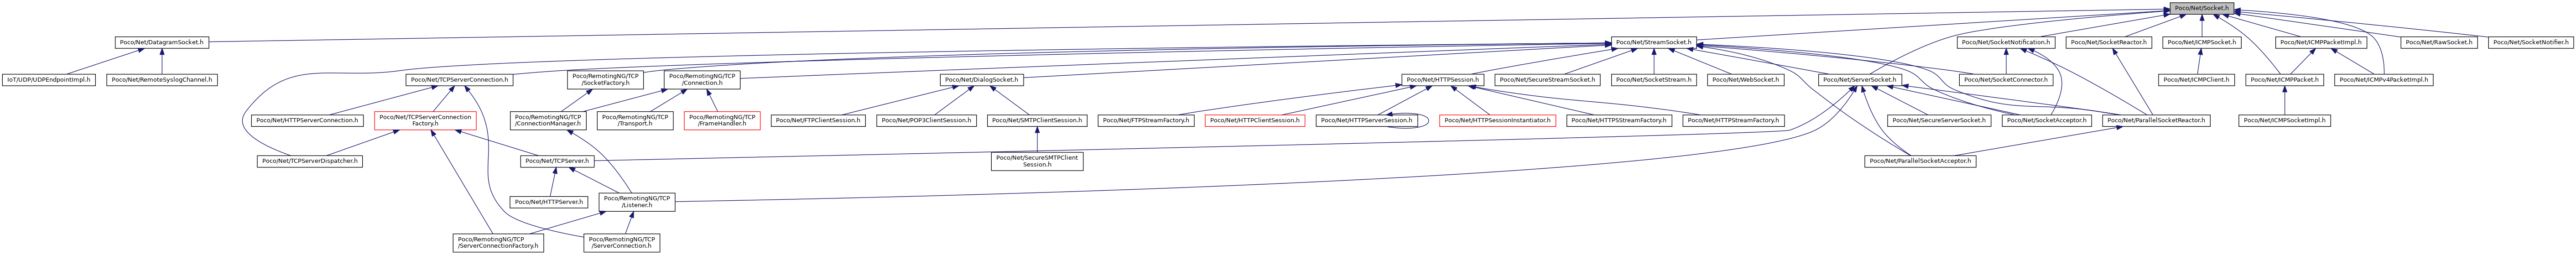 Poco/Net/Socket.h
Poco/Net/DatagramSocket.h
Poco/Net/StreamSocket.h
Poco/Net/SocketNotification.h
Poco/Net/SocketReactor.h
Poco/Net/ICMPSocket.h
Poco/Net/ICMPPacketImpl.h
Poco/Net/RawSocket.h
Poco/Net/SocketNotifier.h
IoT/UDP/UDPEndpointImpl.h
Poco/Net/RemoteSyslogChannel.h
Poco/Net/TCPServerConnection.h
Poco/RemotingNG/TCP
/SocketFactory.h
Poco/RemotingNG/TCP
/Connection.h
Poco/Net/DialogSocket.h
Poco/Net/HTTPSession.h
Poco/Net/SecureStreamSocket.h
Poco/Net/SocketStream.h
Poco/Net/WebSocket.h
Poco/Net/ServerSocket.h
Poco/Net/SocketConnector.h
Poco/Net/ICMPClient.h
Poco/Net/ICMPPacket.h
Poco/Net/ICMPv4PacketImpl.h
Poco/Net/HTTPServerConnection.h
Poco/Net/TCPServerConnection
Factory.h
Poco/RemotingNG/TCP
/ConnectionManager.h
Poco/RemotingNG/TCP
/Transport.h
Poco/RemotingNG/TCP
/FrameHandler.h
Poco/Net/FTPClientSession.h
Poco/Net/POP3ClientSession.h
Poco/Net/SMTPClientSession.h
Poco/Net/FTPStreamFactory.h
Poco/Net/HTTPClientSession.h
Poco/Net/HTTPServerSession.h
Poco/Net/HTTPSessionInstantiator.h
Poco/Net/HTTPSStreamFactory.h
Poco/Net/HTTPStreamFactory.h
Poco/Net/SecureServerSocket.h
Poco/Net/SocketAcceptor.h
Poco/Net/ParallelSocketReactor.h
Poco/Net/ICMPSocketImpl.h
Poco/Net/TCPServerDispatcher.h
Poco/Net/TCPServer.h
Poco/Net/SecureSMTPClient
Session.h
Poco/Net/ParallelSocketAcceptor.h
Poco/Net/HTTPServer.h
Poco/RemotingNG/TCP
/Listener.h
Poco/RemotingNG/TCP
/ServerConnectionFactory.h
Poco/RemotingNG/TCP
/ServerConnection.h